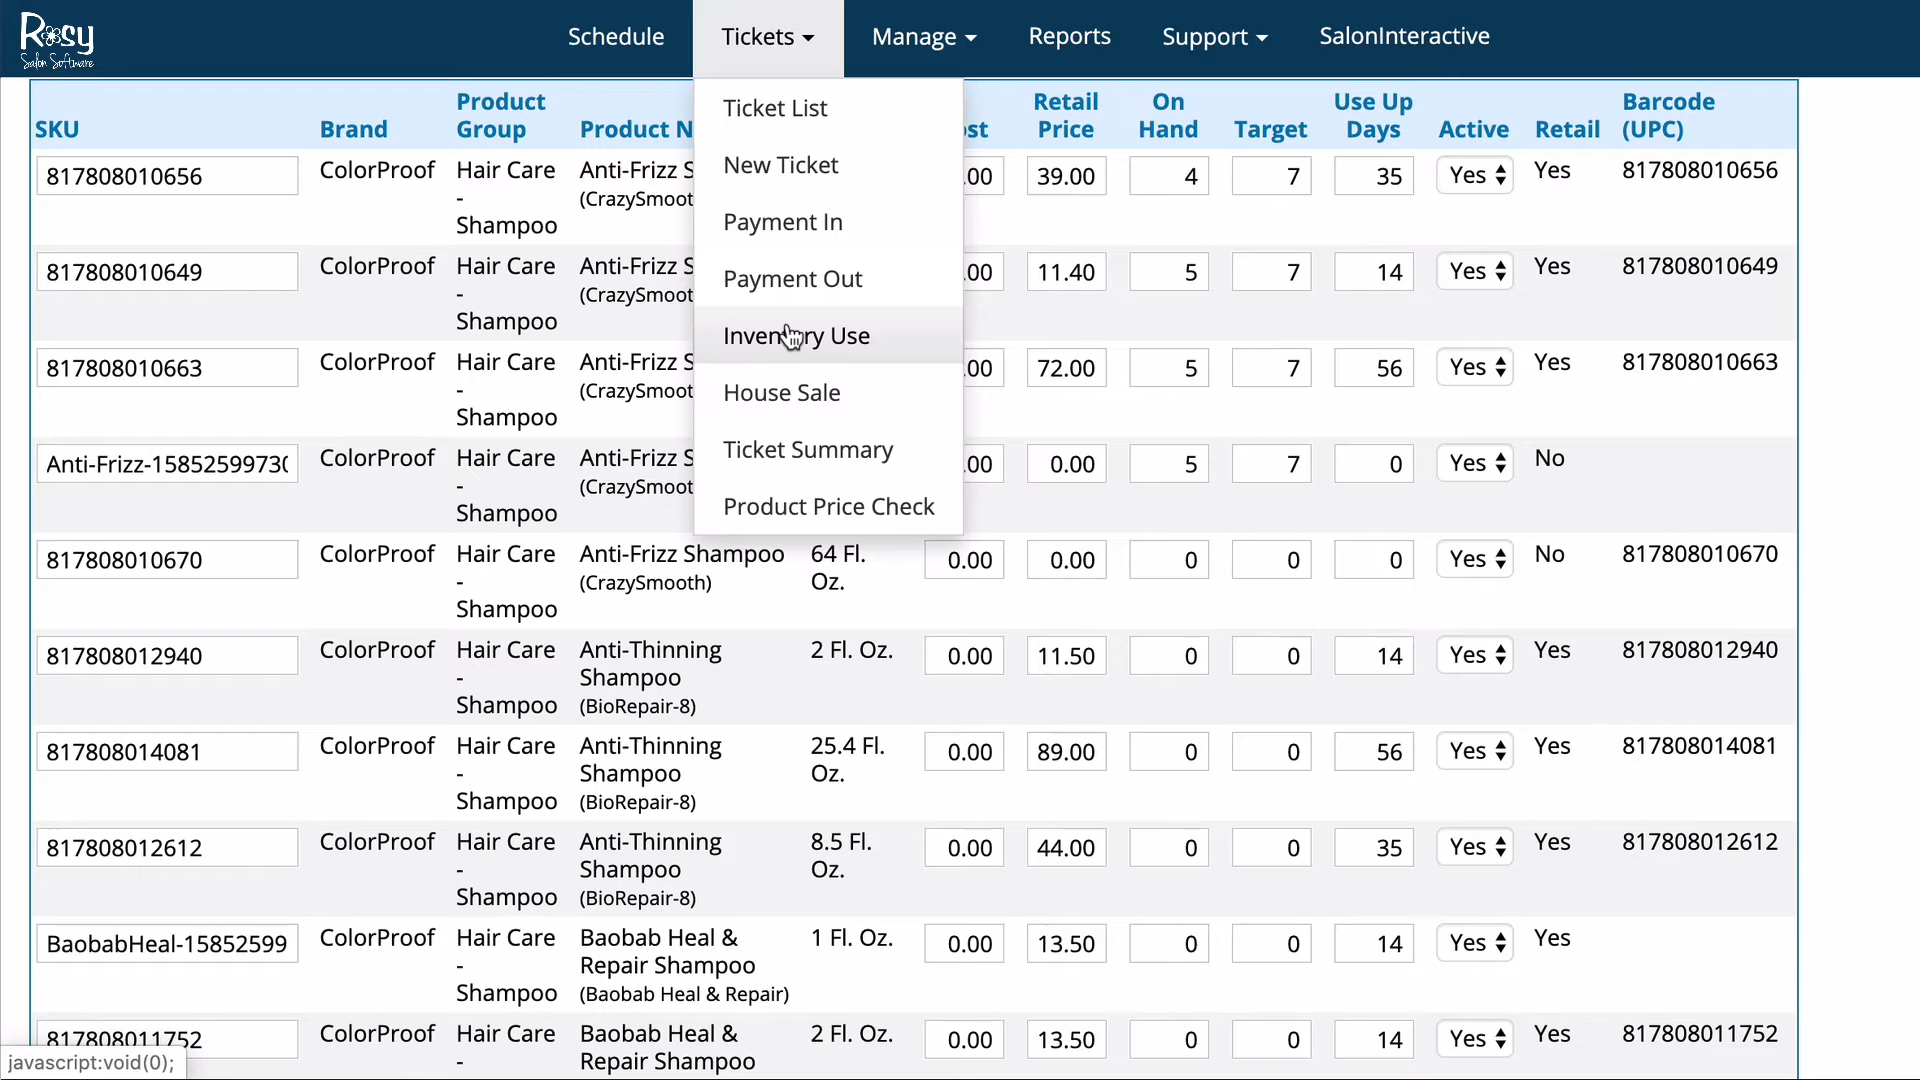 Rosy
Salon Software
Schedule Tickets Manage Reports Support SalonInteractive
Ticket List
New Ticket
Payment In
Payment Out
Inventory Use
House Sale
Ticket Summary
Product Price Check
SKU Brand Product Group Product N ost Retail Price On Hand Target Use Up Days Active Retail Barcode (UPC)
817808010656 ColorProof Hair Care - Shampoo Anti-Frizz S (CrazySmoot .00 39.00 4 7 35 Yes Yes 817808010656
817808010649 ColorProof Hair Care - Shampoo Anti-Frizz S (CrazySmoot .00 11.40 5 7 14 Yes Yes 817808010649
817808010663 ColorProof Hair Care - Shampoo Anti-Frizz S (CrazySmoot .00 72.00 5 7 56 Yes Yes 817808010663
Anti-Frizz-1585259973 ColorProof Hair Care - Shampoo Anti-Frizz S (CrazySmoot .00 0.00 5 7 0 Yes No
817808010670 ColorProof Hair Care - Shampoo Anti-Frizz Shampoo (CrazySmooth) 64 Fl. Oz. 0.00 0.00 0 0 0 Yes No 817808010670
817808012940 ColorProof Hair Care - Shampoo Anti-Thinning Shampoo (BioRepair-8) 2 Fl. Oz. 0.00 11.50 0 0 14 Yes Yes 817808012940
817808014081 ColorProof Hair Care - Shampoo Anti-Thinning Shampoo (BioRepair-8) 25.4 Fl. Oz. 0.00 89.00 0 0 56 Yes Yes 817808014081
817808012612 ColorProof Hair Care - Shampoo Anti-Thinning Shampoo (BioRepair-8) 8.5 Fl. Oz. 0.00 44.00 0 0 35 Yes Yes 817808012612
BaobabHeal-15852599 ColorProof Hair Care - Shampoo Baobab Heal & Repair Shampoo (Baobab Heal & Repair) 1 Fl. Oz. 0.00 13.50 0 0 14 Yes Yes
817808011752 ColorProof Hair Care - Baobab Heal & Repair Shampoo 2 Fl. Oz. 0.00 13.50 0 0 14 Yes Yes 817808011752
javascript:void(0);